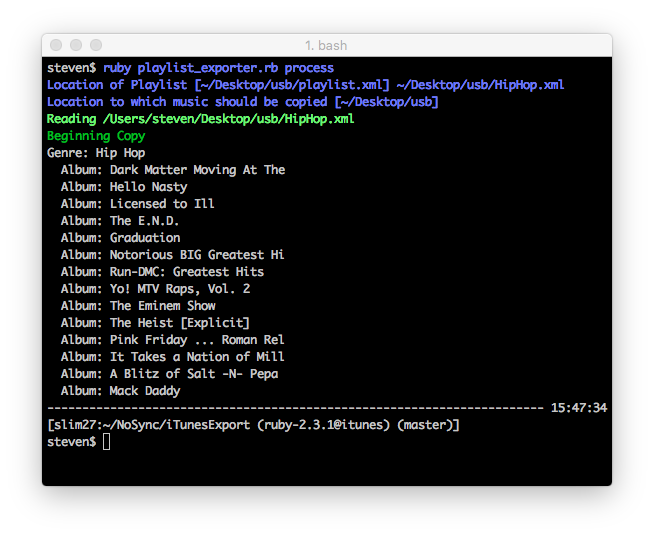 1. bash
steven$ ruby playlist_exporter.rb process
Location of Playlist [~/Desktop/usb/playlist.xml] ~/Desktop/usb/HipHop.xml
Location to which music should be copied [~/Desktop/usb]
Reading /Users/steven/Desktop/usb/HipHop.xml
Beginning Copy
Genre: Hip Hop
  Album: Dark Matter Moving At The
  Album: Hello Nasty
  Album: Licensed to Ill
  Album: The E.N.D.
  Album: Graduation
  Album: Notorious BIG Greatest Hi
  Album: Run-DMC: Greatest Hits
  Album: Yo! MTV Raps, Vol. 2
  Album: The Eminem Show
  Album: The Heist [Explicit]
  Album: Pink Friday ... Roman Rel
  Album: It Takes a Nation of Mill
  Album: A Blitz of Salt -N- Pepa
  Album: Mack Daddy
----------------------------------------------------------------------- 15:47:34
[slim27:~/NoSync/iTunesExport (ruby-2.3.1@itunes) (master)]
steven$